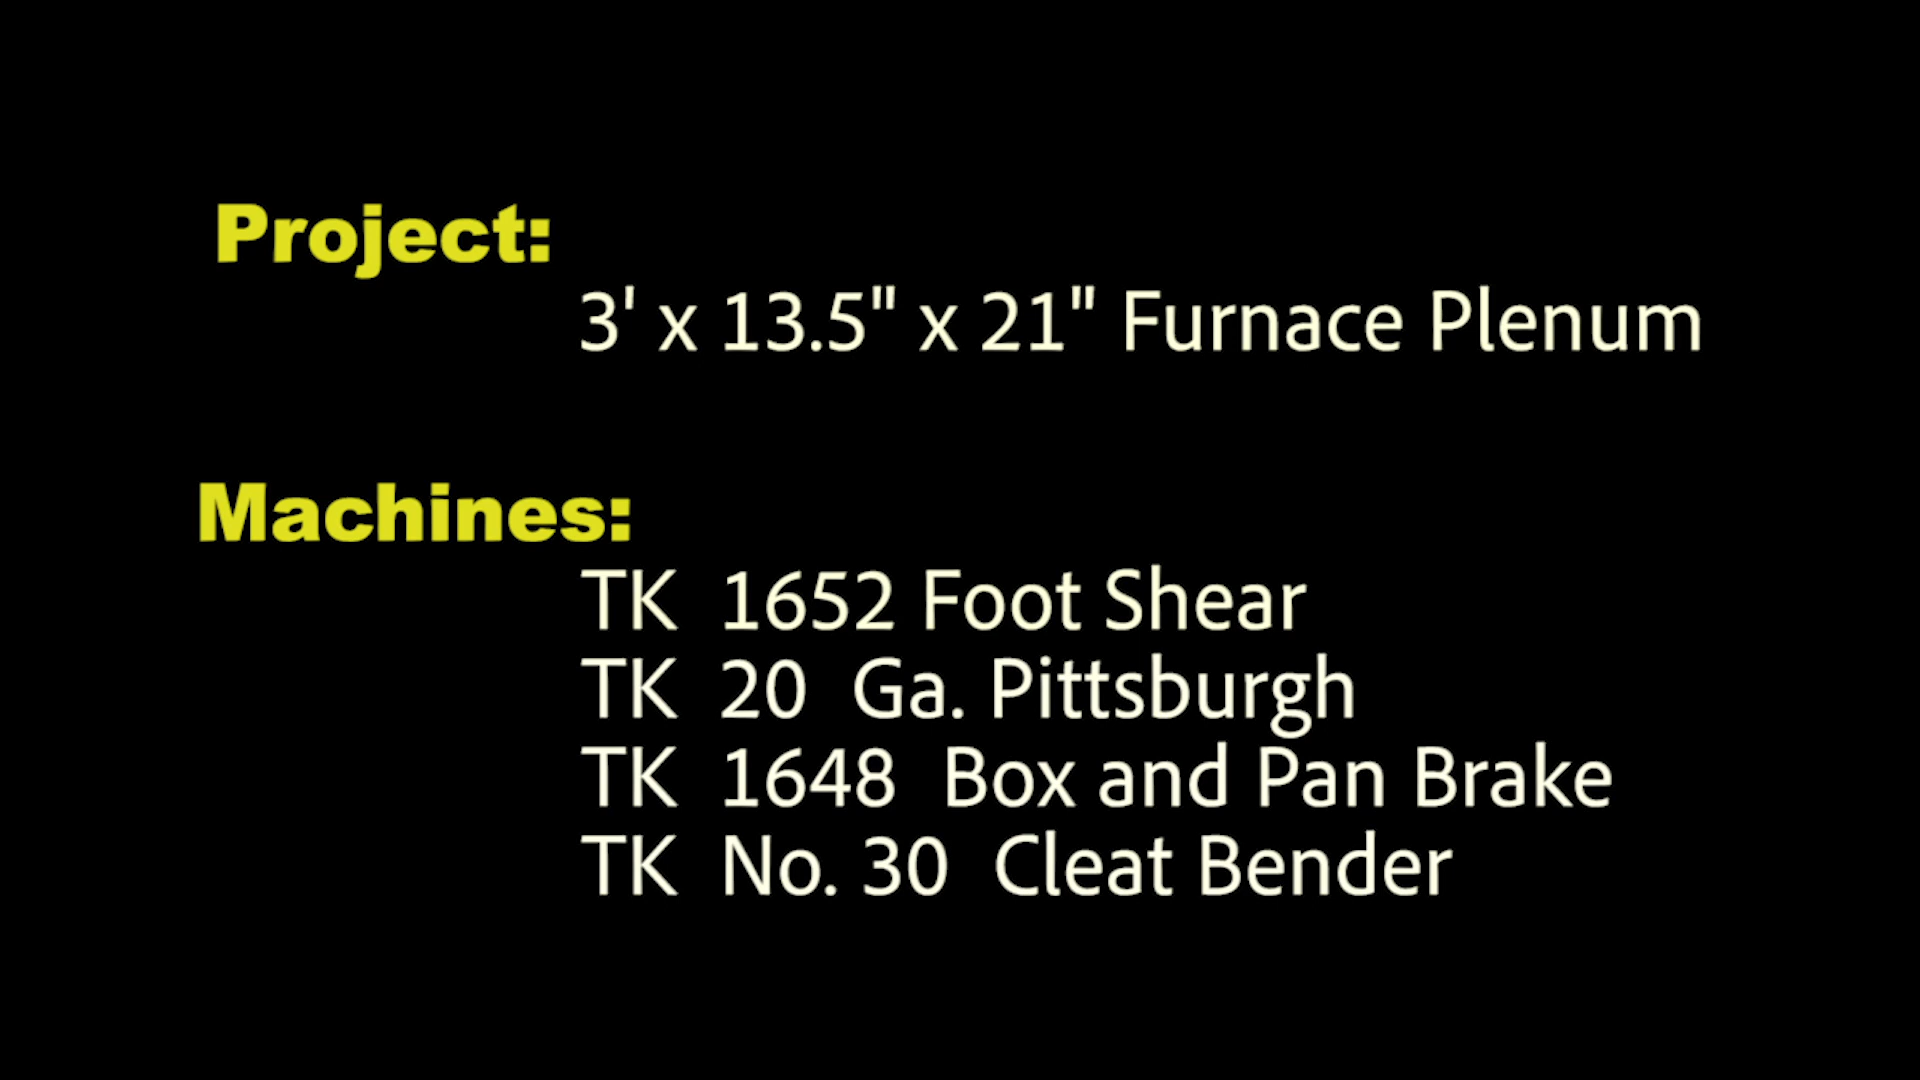 Project:
3' x 13.5" x 21" Furnace Plenum
Machines:
TK 1652 Foot Shear
TK 20 Ga. Pittsburgh
TK 1648 Box and Pan Brake
TK No. 30 Cleat Bender